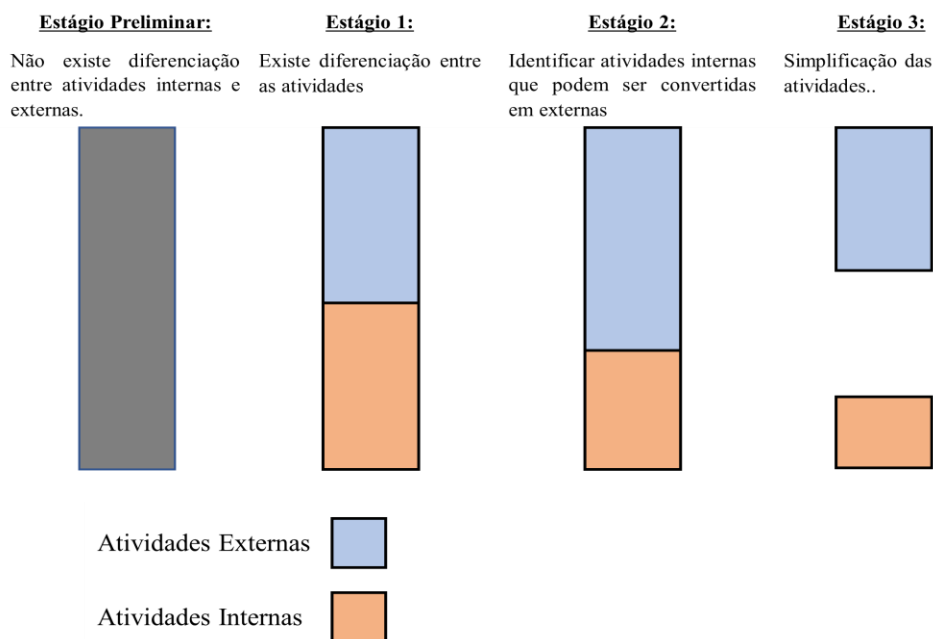 Estágio Preliminar:
Não existe diferenciação
entre atividades internas e
externas.
Estágio 1:
Existe diferenciação entre
as atividades
Estágio 2:
Identificar atividades internas
que podem ser convertidas
em externas
Estágio 3:
Simplificação das
atividades..
Atividades Externas
Atividades Internas